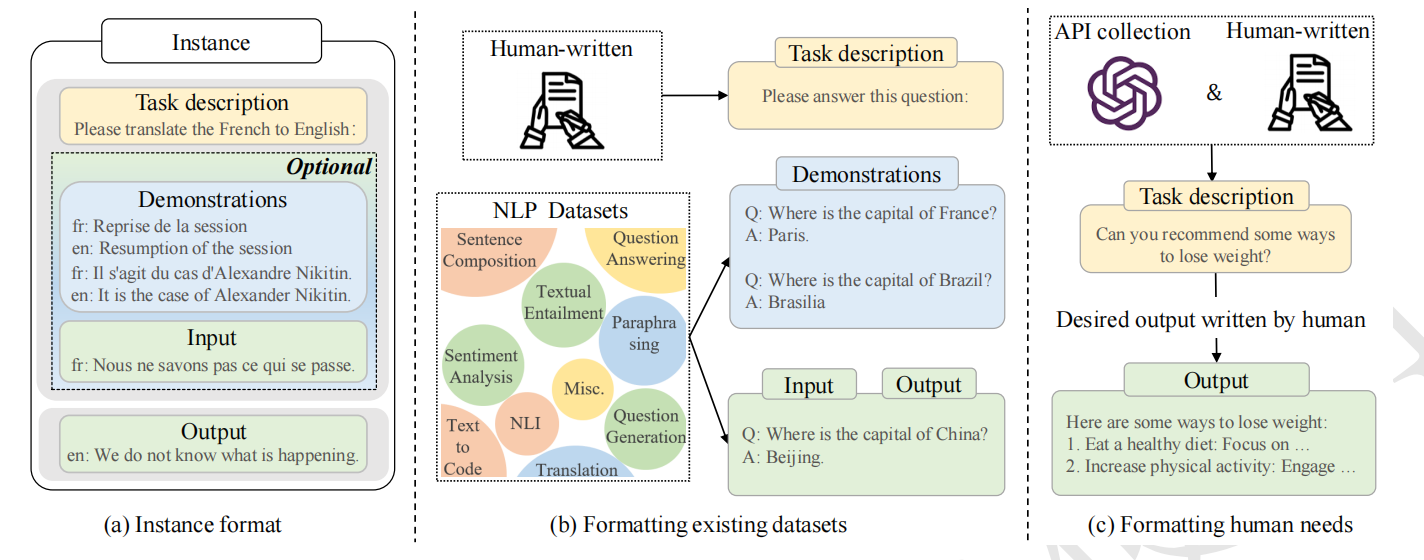 Instance
Task description
Please translate the French to English:
Optional
Demonstrations
fr: Reprise de la session
en: Resumption of the session
fr: Il s'agit du cas d'Alexandre Nikitin.
en: It is the case of Alexander Nikitin.
Input
fr: Nous ne savons pas ce qui se passe.
Output
en: We do not know what is happening.
(a) Instance format
Human-written
Task description
Please answer this question:
NLP Datasets
Sentence
Composition
Question
Answering
Textual
Entailment
Paraphra
sing
Sentiment
Analysis
Misc.
NLI
Question
Generation
Text
to
Code
Translation
Demonstrations
Q: Where is the capital of France?
A: Paris.
Q: Where is the capital of Brazil?
A: Brasilia
Input
Output
Q: Where is the capital of China?
A: Beijing.
(b) Formatting existing datasets
API collection
&
Human-written
Task description
Can you recommend some ways
to lose weight?
Desired output written by human
Output
Here are some ways to lose weight:
1. Eat a healthy diet: Focus on ...
2. Increase physical activity: Engage ...
(c) Formatting human needs